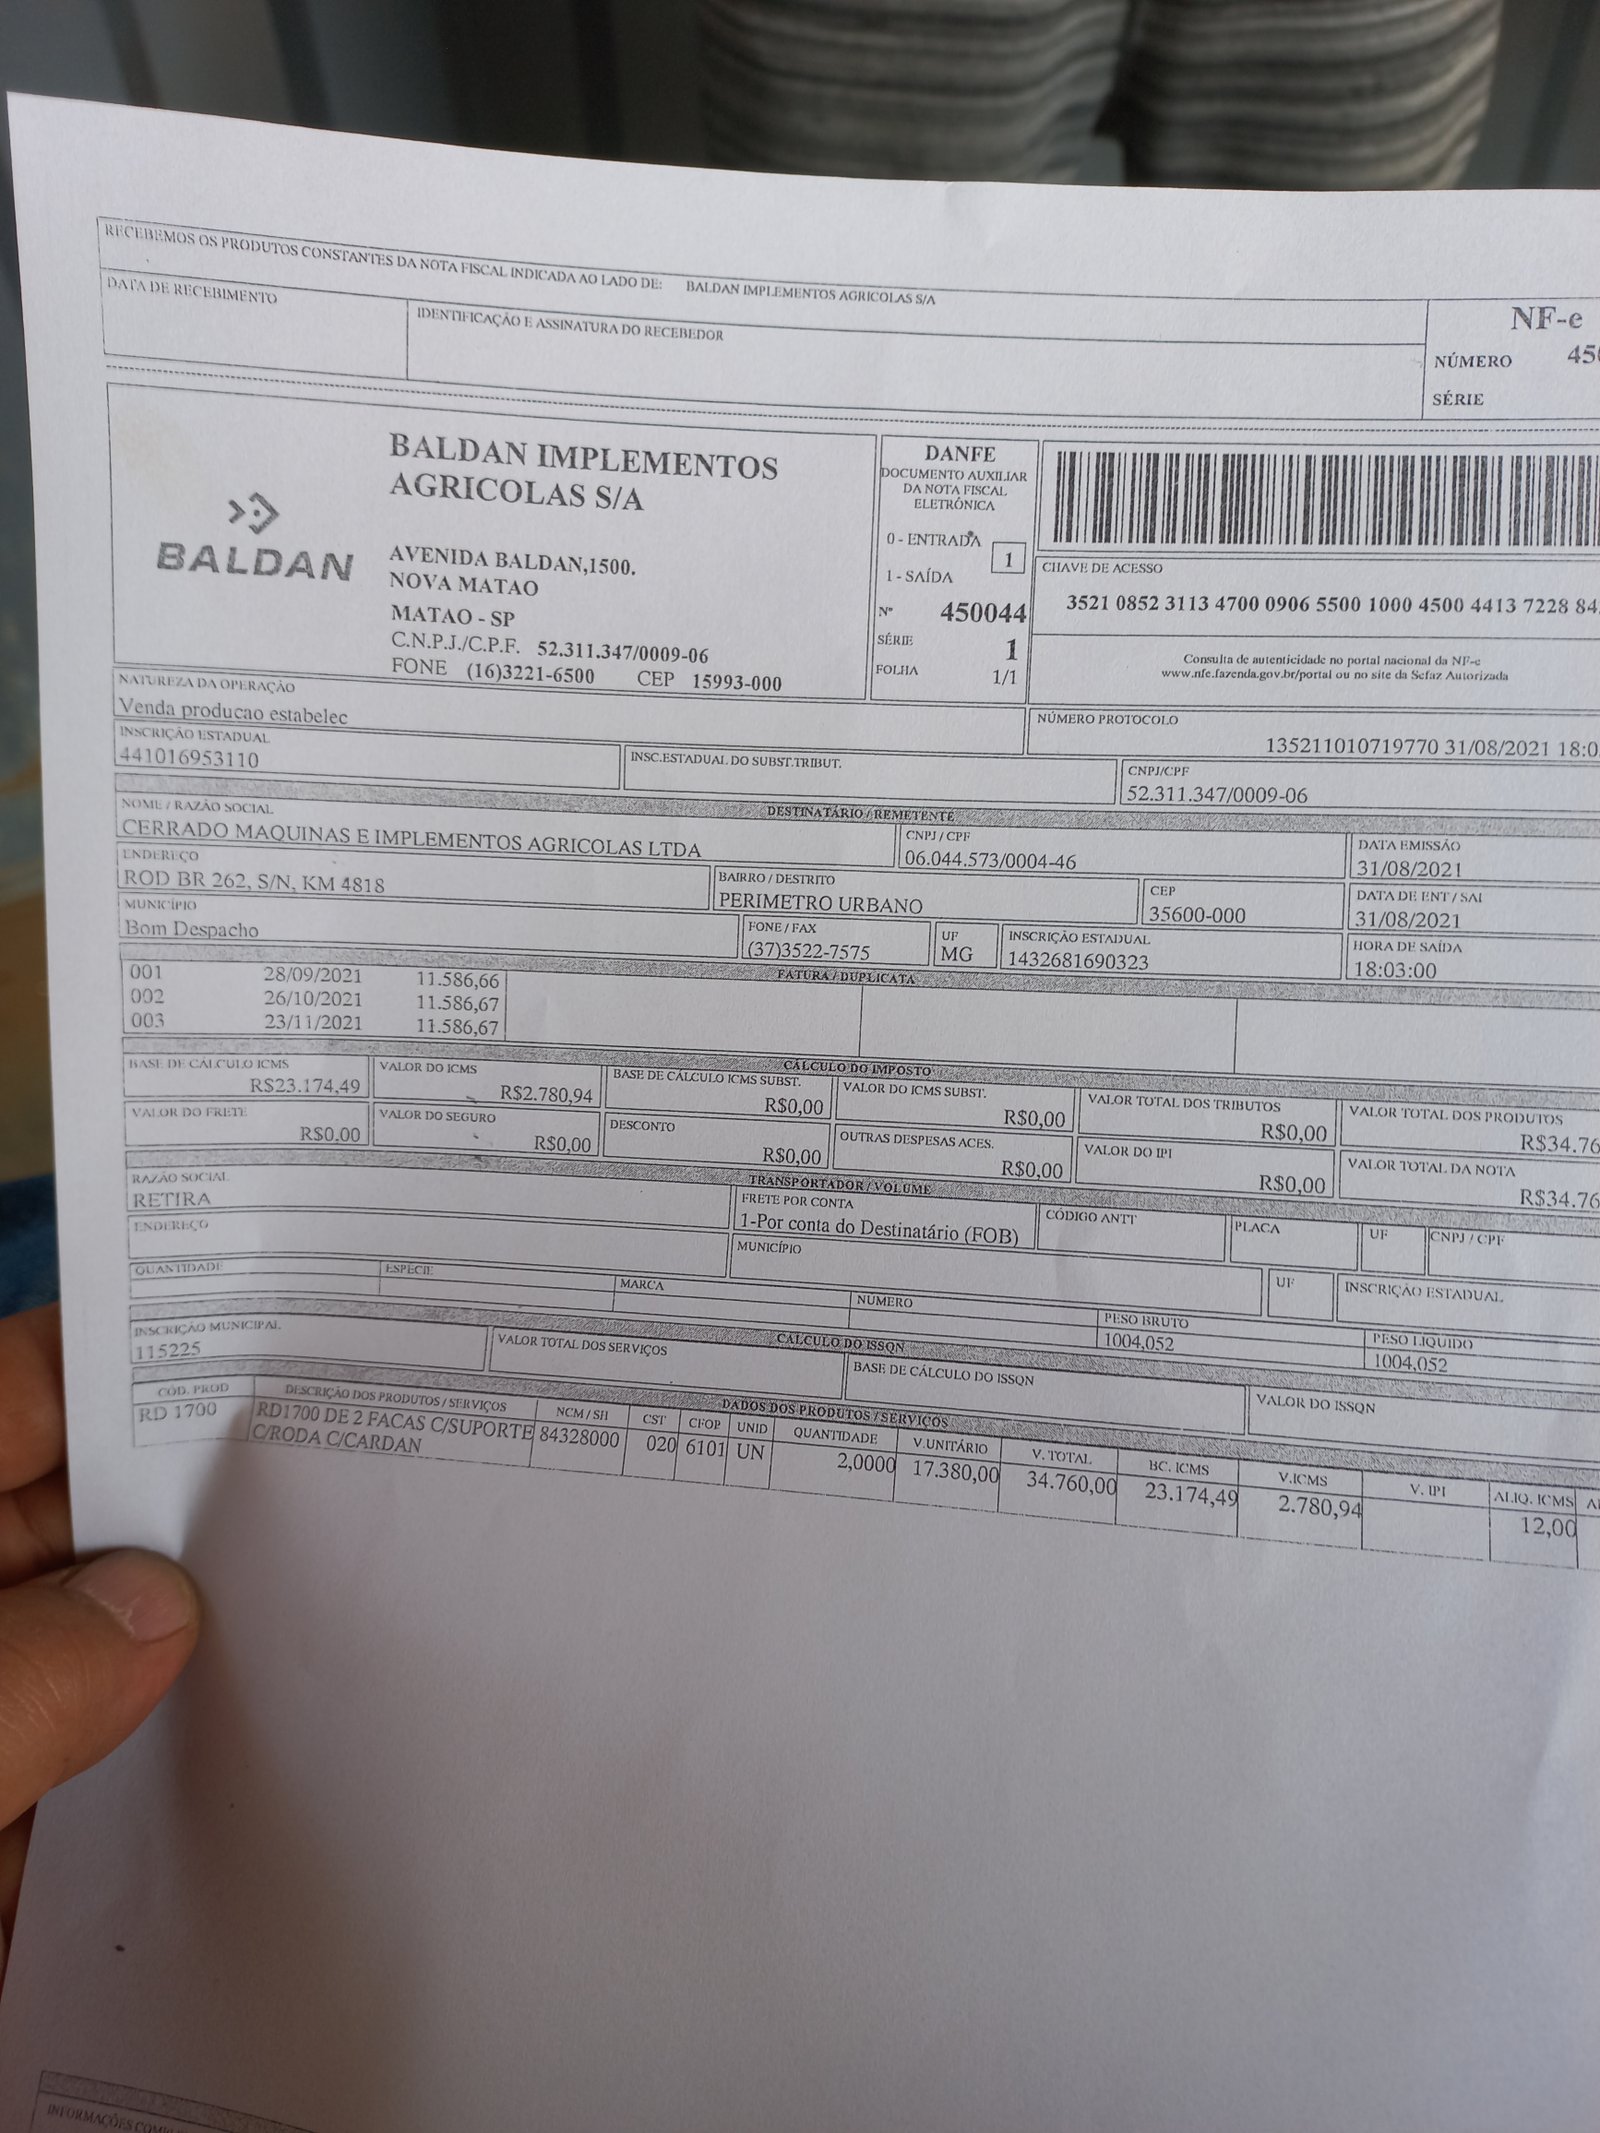 RECEBEMOS OS PRODUTOS CONSTANTES DA NOTA FISCAL INDICADA AO LADO DE: BALDAN IMPLEMENTOS AGRICOLAS S/A
DATA DE RECEBIMENTO
IDENTIFICAÇÃO E ASSINATURA DO RECEBEDOR
NF-e
NÚMERO 450
SÉRIE
BALDAN
BALDAN IMPLEMENTOS
AGRICOLAS S/A
AVENIDA BALDAN,1500.
NOVA MATAO
MATAO - SP
C.N.P.J./C.P.F. 52.311.347/0009-06
FONE (16)3221-6500 CEP 15993-000
DANFE
DOCUMENTO AUXILIAR
DA NOTA FISCAL
ELETRÔNICA
0 - ENTRADA
1
1 - SAÍDA
Nº 450044
SÉRIE 1
FOLHA 1/1
CHAVE DE ACESSO
3521 0852 3113 4700 0906 5500 1000 4500 4413 7228 84
Consulta de autenticidade no portal nacional da NF-e
www.nfe.fazenda.gov.br/portal ou no site da Sefaz Autorizada
NATUREZA DA OPERAÇÃO
Venda producao estabelec
NÚMERO PROTOCOLO
135211010719770 31/08/2021 18:0
INSCRIÇÃO ESTADUAL
441016953110
INSC.ESTADUAL DO SUBST.TRIBUT.
CNPJ/CPF
52.311.347/0009-06
DESTINATÁRIO / REMETENTE
NOME / RAZÃO SOCIAL
CERRADO MAQUINAS E IMPLEMENTOS AGRICOLAS LTDA
CNPJ / CPF
06.044.573/0004-46
DATA EMISSÃO
31/08/2021
ENDEREÇO
ROD BR 262, S/N, KM 4818
BAIRRO / DESTRITO
PERIMETRO URBANO
CEP
35600-000
DATA DE ENT / SAI
31/08/2021
MUNICÍPIO
Bom Despacho
FONE / FAX
(37)3522-7575
UF
MG
INSCRIÇÃO ESTADUAL
1432681690323
HORA DE SAÍDA
18:03:00
FATURA / DUPLICATA
001 28/09/2021 11.586,66
002 26/10/2021 11.586,67
003 23/11/2021 11.586,67
CÁLCULO DO IMPOSTO
BASE DE CÁLCULO ICMS
R$23.174,49
VALOR DO ICMS
R$2.780,94
BASE DE CÁLCULO ICMS SUBST.
R$0,00
VALOR DO ICMS SUBST.
R$0,00
VALOR TOTAL DOS TRIBUTOS
R$0,00
VALOR TOTAL DOS PRODUTOS
R$34.76
VALOR DO FRETE
R$0,00
VALOR DO SEGURO
R$0,00
DESCONTO
R$0,00
OUTRAS DESPESAS ACES.
R$0,00
VALOR DO IPI
R$0,00
VALOR TOTAL DA NOTA
R$34.76
TRANSPORTADOR / VOLUME
RAZÃO SOCIAL
RETIRA
FRETE POR CONTA
1-Por conta do Destinatário (FOB)
CÓDIGO ANTT
PLACA
UF
CNPJ / CPF
ENDEREÇO
MUNICÍPIO
UF
INSCRIÇÃO ESTADUAL
QUANTIDADE
ESPECIE
MARCA
NÚMERO
PESO BRUTO
1004,052
PESO LIQUIDO
1004,052
CALCULO DO ISSQN
INSCRIÇÃO MUNICIPAL
115225
VALOR TOTAL DOS SERVIÇOS
BASE DE CÁLCULO DO ISSQN
VALOR DO ISSQN
DADOS DOS PRODUTOS / SERVIÇOS
CÓD. PROD DESCRIÇÃO DOS PRODUTOS / SERVIÇOS NCM / SH CST CFOP UNID QUANTIDADE V.UNITÁRIO V. TOTAL BC. ICMS V.ICMS V. IPI ALIQ. ICMS
RD 1700 RD1700 DE 2 FACAS C/SUPORTE 84328000 020 6101 UN 2,0000 17.380,00 34.760,00 23.174,49 2.780,94 12,00
C/RODA C/CARDAN